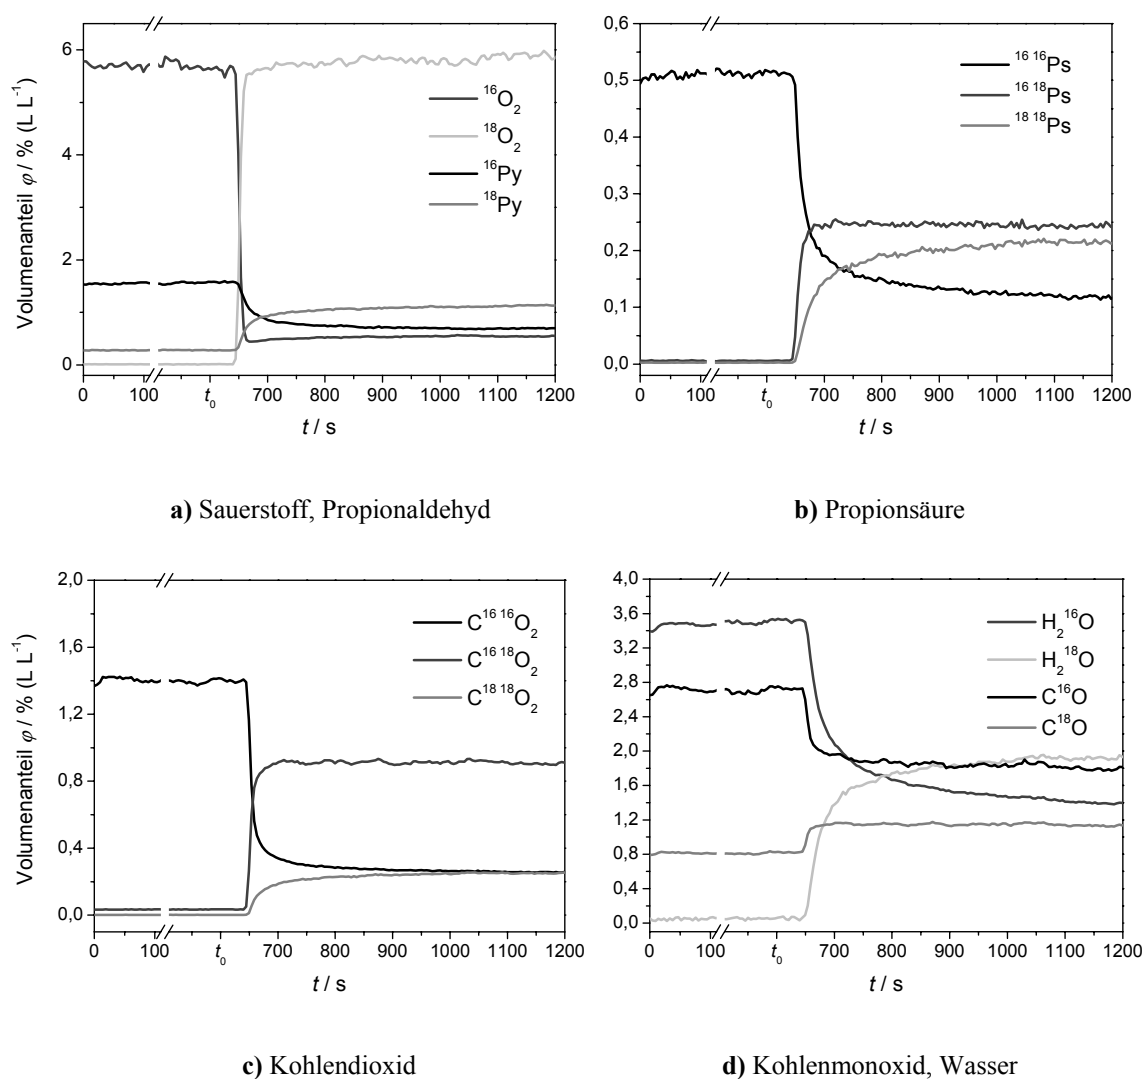 Volumenanteil φ / % (L L⁻¹)
6
4
2
0
¹⁶O₂
¹⁸O₂
¹⁶Py
¹⁸Py
0 100 t₀ 700 800 900 1000 1100 1200
t / s
a) Sauerstoff, Propionaldehyd
0,6
0,5
0,4
0,3
0,2
0,1
0,0
¹⁶ ¹⁶Ps
¹⁶ ¹⁸Ps
¹⁸ ¹⁸Ps
0 100 t₀ 700 800 900 1000 1100 1200
t / s
b) Propionsäure
Volumenanteil φ / % (L L⁻¹)
2,0
1,6
1,2
0,8
0,4
0,0
C¹⁶ ¹⁶O₂
C¹⁶ ¹⁸O₂
C¹⁸ ¹⁸O₂
0 100 t₀ 700 800 900 1000 1100 1200
t / s
c) Kohlendioxid
4,0
3,6
3,2
2,8
2,4
2,0
1,6
1,2
0,8
0,4
0,0
H₂¹⁶O
H₂¹⁸O
C¹⁶O
C¹⁸O
0 100 t₀ 700 800 900 1000 1100 1200
t / s
d) Kohlenmonoxid, Wasser